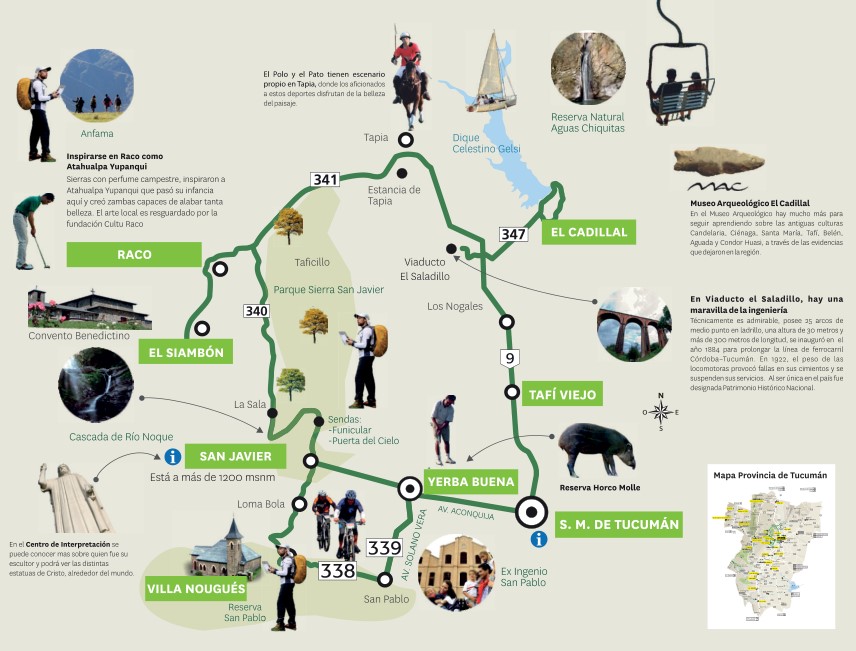 El Polo y el Pato tienen escenario
propio en Tapia, donde los aficionados
a estos deportes disfrutan de la belleza
del paisaje.
Anfama
Inspirarse en Raco como
Atahualpa Yupanqui
Sierras con perfume campestre, inspiraron a
Atahualpa Yupanqui que pasó su infancia
aquí y creó zambas capaces de alabar tanta
belleza. El arte local es resguardado por la
fundación Cultu Raco
RACO
Convento Benedictino
EL SIAMBÓN
Cascada de Río Noque
SAN JAVIER
Está a más de 1200 msnm
En el Centro de Interpretación se
puede conocer mas sobre quien fue su
escultor y podrá ver las distintas
estatuas de Cristo, alrededor del mundo.
VILLA NOUGUÉS
Reserva
San Pablo
Tapia
341
Estancia de
Tapia
Taficillo
Parque Sierra San Javier
340
La Sala
Sendas:
-Funicular
-Puerta del Cielo
Loma Bola
338
339
San Pablo
AV. SOLANO VERA
AV. ACONQUIJA
YERBA BUENA
Ex Ingenio
San Pablo
S. M. DE TUCUMÁN
Reserva Horco Molle
TAFÍ VIEJO
9
Los Nogales
Viaducto
El Saladillo
347
EL CADILLAL
Dique
Celestino Gelsi
Reserva Natural
Aguas Chiquitas
MAC
Museo Arqueológico El Cadillal
En el Museo Arqueológico hay mucho más para
seguir aprendiendo sobre las antiguas culturas
Candelaria, Ciénaga, Santa María, Tafí, Belén,
Aguada y Condor Huasi, a través de las evidencias
que dejaron en la región.
En Viaducto el Saladillo, hay una
maravilla de la ingeniería
Técnicamente es admirable, posee 25 arcos de
medio punto en ladrillo, una altura de 30 metros y
más de 300 metros de longitud, se inauguró en el
año 1884 para prolongar la línea de ferrocarril
Córdoba-Tucumán. En 1922, el peso de las
locomotoras provocó fallas en sus cimientos y se
suspenden sus servicios. Al ser única en el país fue
designada Patrimonio Histórico Nacional.
N
O
E
S
Mapa Provincia de Tucumán